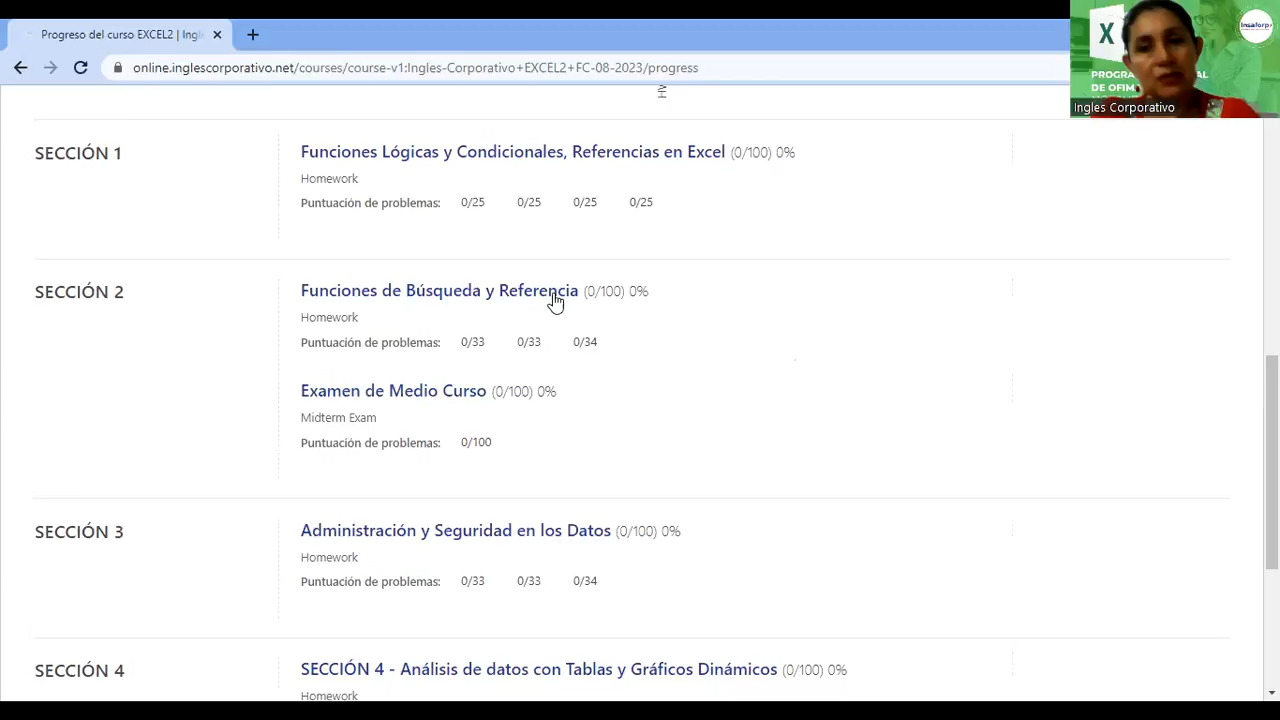 Progreso del curso EXCEL2 | Ingl
online.inglescorporativo.net/courses/course-v1:Ingles-Corporativo+EXCEL2+FC-08-2023/progress
X
Insaforp
PROGRA AL
DE OFIM
Ingles Corporativo
SECCIÓN 1
Funciones Lógicas y Condicionales, Referencias en Excel (0/100) 0%
Homework
Puntuación de problemas: 0/25 0/25 0/25 0/25
SECCIÓN 2
Funciones de Búsqueda y Referencia (0/100) 0%
Homework
Puntuación de problemas: 0/33 0/33 0/34
Examen de Medio Curso (0/100) 0%
Midterm Exam
Puntuación de problemas: 0/100
SECCIÓN 3
Administración y Seguridad en los Datos (0/100) 0%
Homework
Puntuación de problemas: 0/33 0/33 0/34
SECCIÓN 4
SECCIÓN 4 - Análisis de datos con Tablas y Gráficos Dinámicos (0/100) 0%
Homework